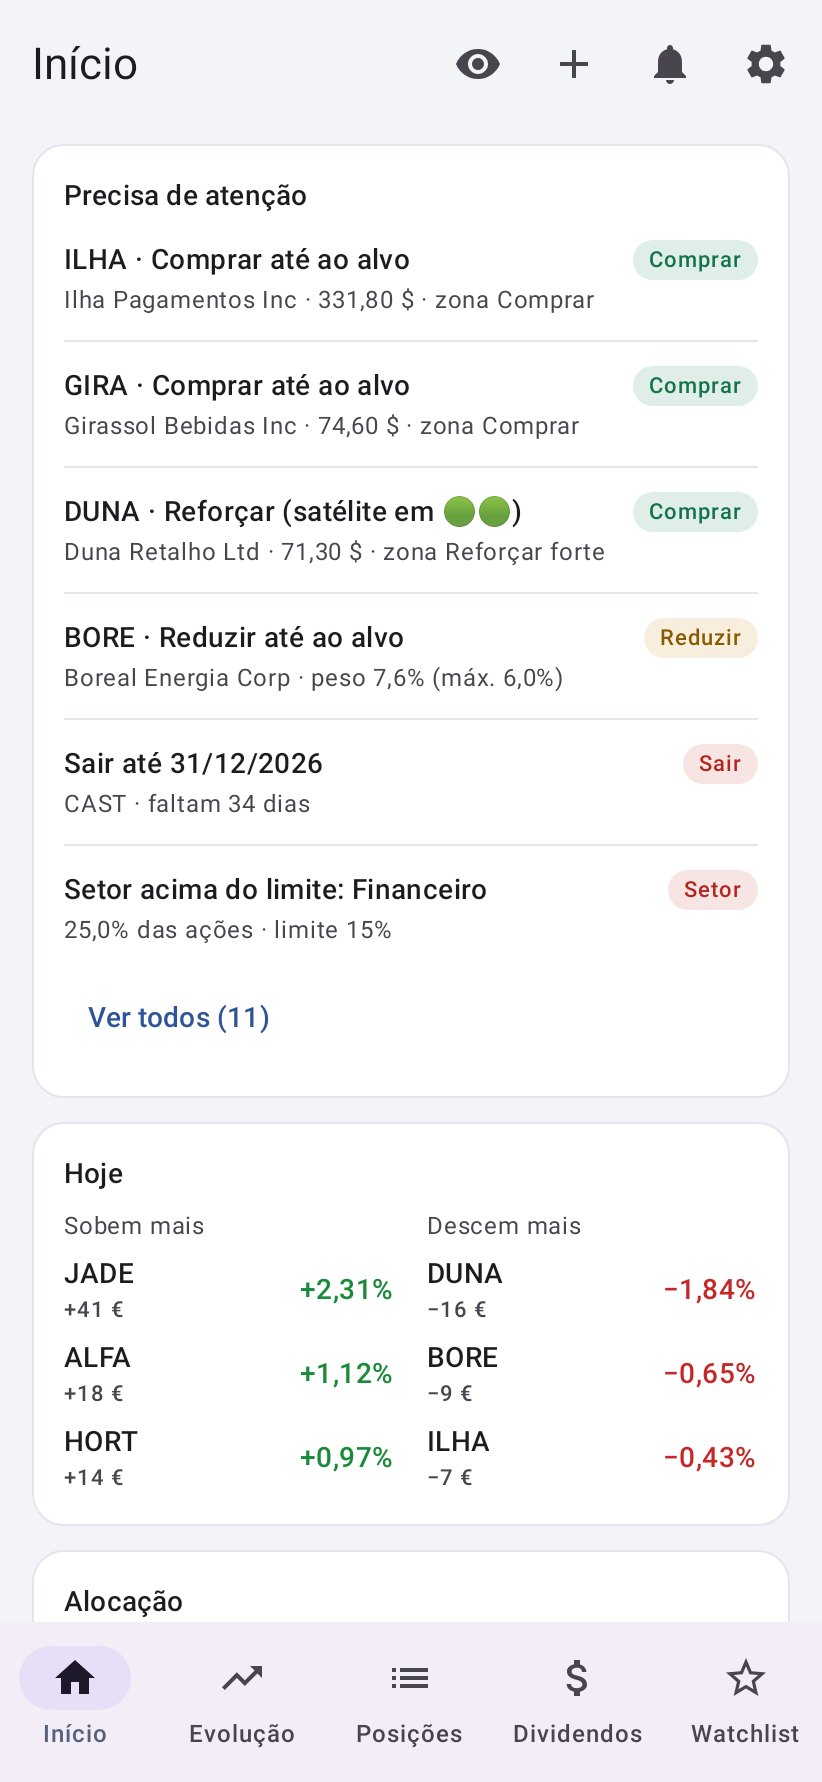 Início
Precisa de atenção
ILHA · Comprar até ao alvo
Comprar
Ilha Pagamentos Inc · 331,80 $ · zona Comprar
GIRA · Comprar até ao alvo
Comprar
Girassol Bebidas Inc · 74,60 $ · zona Comprar
DUNA · Reforçar (satélite em 🟢🟢)
Comprar
Duna Retalho Ltd · 71,30 $ · zona Reforçar forte
BORE · Reduzir até ao alvo
Reduzir
Boreal Energia Corp · peso 7,6% (máx. 6,0%)
Sair até 31/12/2026
Sair
CAST · faltam 34 dias
Setor acima do limite: Financeiro
Setor
25,0% das ações · limite 15%
Ver todos (11)
Hoje
Sobem mais
Descem mais
JADE
+2,31%
+41 €
DUNA
−1,84%
−16 €
ALFA
+1,12%
+18 €
BORE
−0,65%
−9 €
HORT
+0,97%
+14 €
ILHA
−0,43%
−7 €
Alocação
Início
Evolução
Posições
Dividendos
Watchlist